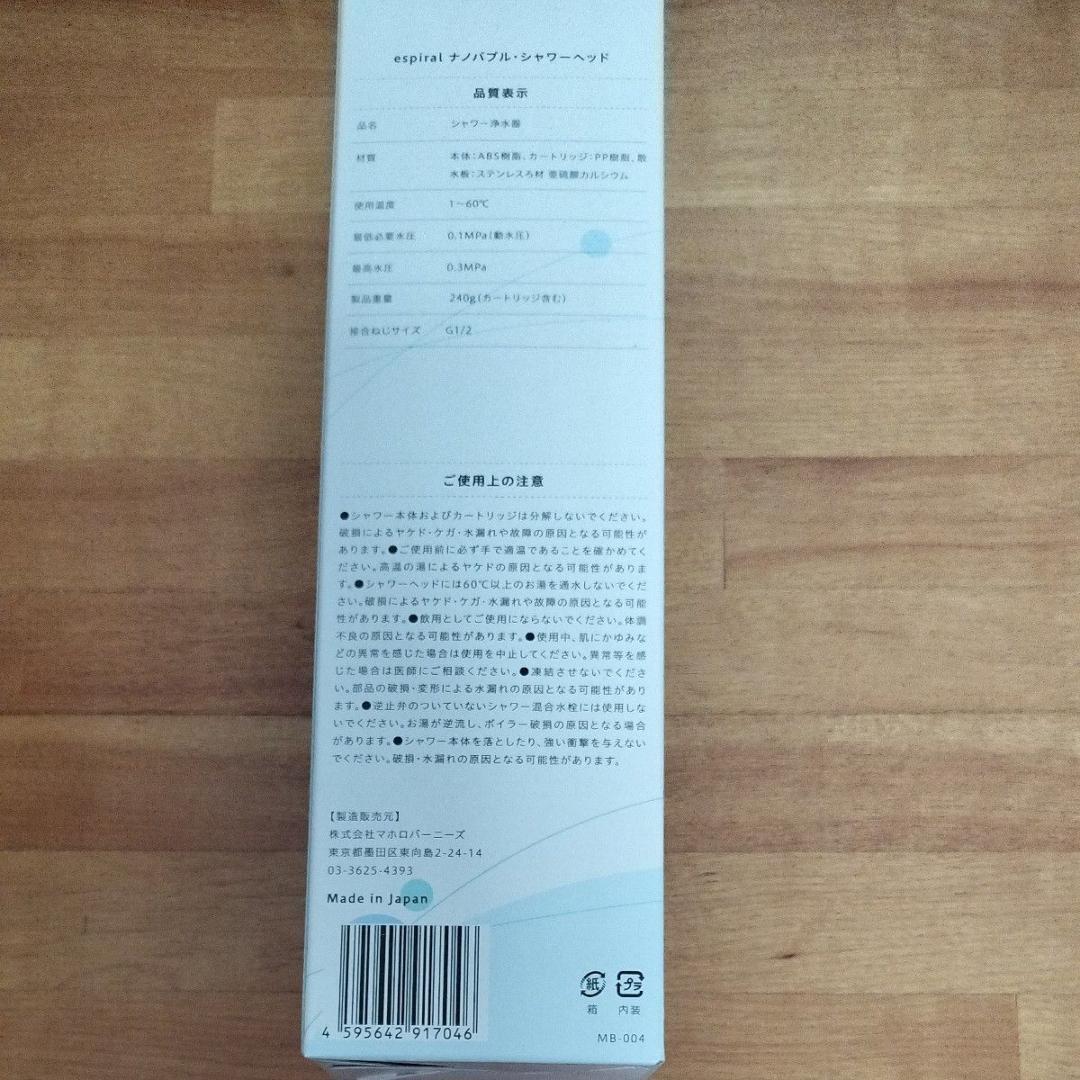 espiral ナノバブル・シャワーヘッド
品質表示
品名 シャワー浄水器
材質 本体：ABS樹脂、カートリッジ：PP樹脂、散
水板：ステンレスろ材 亜硫酸カルシウム
使用温度 1～60℃
最低必要水圧 0.1MPa（動水圧）
最高水圧 0.3MPa
製品重量 240g（カートリッジ含む）
接合ねじサイズ G1/2
ご使用上の注意
●シャワー本体およびカートリッジは分解しないでください。
破損によるヤケド・ケガ・水漏れや故障の原因となる可能性が
あります。●ご使用前に必ず手で適温であることを確かめてく
ださい。高温の湯によるヤケドの原因となる可能性がありま
す。●シャワーヘッドには60℃以上のお湯を通水しないでくだ
さい。破損によるヤケド・ケガ・水漏れや故障の原因となる可能
性があります。●飲用としてご使用にならないでください。体調
不良の原因となる可能性があります。●使用中、肌にかゆみな
どの異常を感じた場合は使用を中止してください。異常等を感
じた場合は医師にご相談ください。●凍結させないでくださ
い。部品の破損・変形による水漏れの原因となる可能性があり
ます。●逆止弁のついていないシャワー混合水栓には使用しな
いでください。お湯が逆流し、ボイラー破損の原因となる場合
があります。●シャワー本体を落としたり、強い衝撃を与えない
でください。破損・水漏れの原因となる可能性があります。
【製造販売元】
株式会社マホロバーニーズ
東京都墨田区東向島2-24-14
03-3625-4393
Made in Japan
4 595642 917046
紙 プラ
箱 内装
MB-004